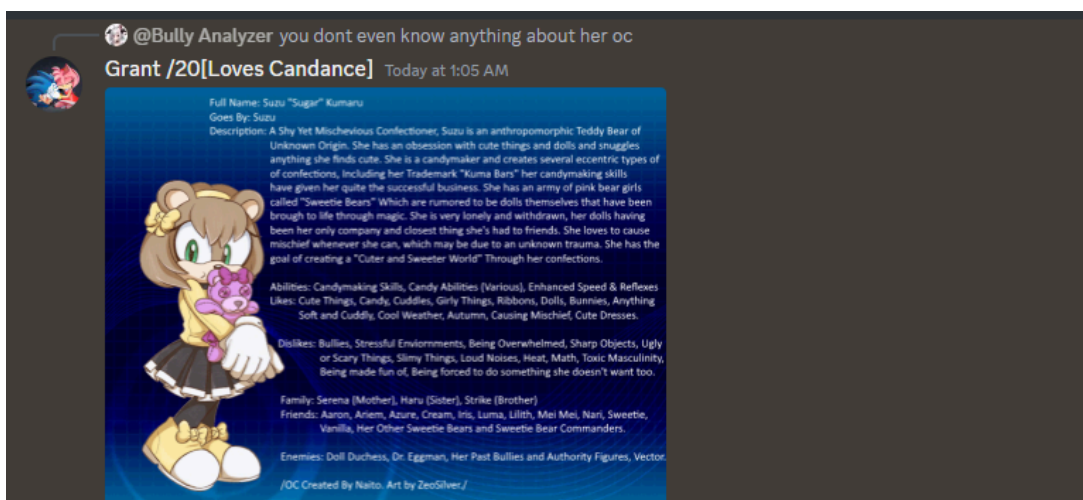 @Bully Analyzer you dont even know anything about her oc
Grant /20[Loves Candance] Today at 1:05 AM
Full Name: Suzu "Sugar" Kumaru
Goes By: Suzu
Description: A Shy Yet Mischevious Confectioner, Suzu is an anthropomorphic Teddy Bear of
Unknown Origin. She has an obsession with cute things and dolls and snuggles
anything she finds cute. She is a candymaker and creates several eccentric types of
of confections, Including her Trademark "Kuma Bars" her candymaking skills
have given her quite the successful business. She has an army of pink bear girls
called "Sweetie Bears" Which are rumored to be dolls themselves that have been
brough to life through magic. She is very lonely and withdrawn, her dolls having
been her only company and closest thing she's had to friends. She loves to cause
mischief whenever she can, which may be due to an unknown trauma. She has the
goal of creating a "Cuter and Sweeter World" Through her confections.
Abilities: Candymaking Skills, Candy Abilities (Various), Enhanced Speed & Reflexes
Likes: Cute Things, Candy, Cuddles, Girly Things, Ribbons, Dolls, Bunnies, Anything
Soft and Cuddly, Cool Weather, Autumn, Causing Mischief, Cute Dresses.
Dislikes: Bullies, Stressful Enviornments, Being Overwhelmed, Sharp Objects, Ugly
or Scary Things, Slimy Things, Loud Noises, Heat, Math, Toxic Masculinity,
Being made fun of, Being forced to do something she doesn't want too.
Family: Serena (Mother), Haru (Sister), Strike (Brother)
Friends: Aaron, Ariem, Azure, Cream, Iris, Luma, Lilith, Mei Mei, Nari, Sweetie,
Vanilla, Her Other Sweetie Bears and Sweetie Bear Commanders.
Enemies: Doll Duchess, Dr. Eggman, Her Past Bullies and Authority Figures, Vector.
/OC Created By Naito. Art by ZeoSilver./